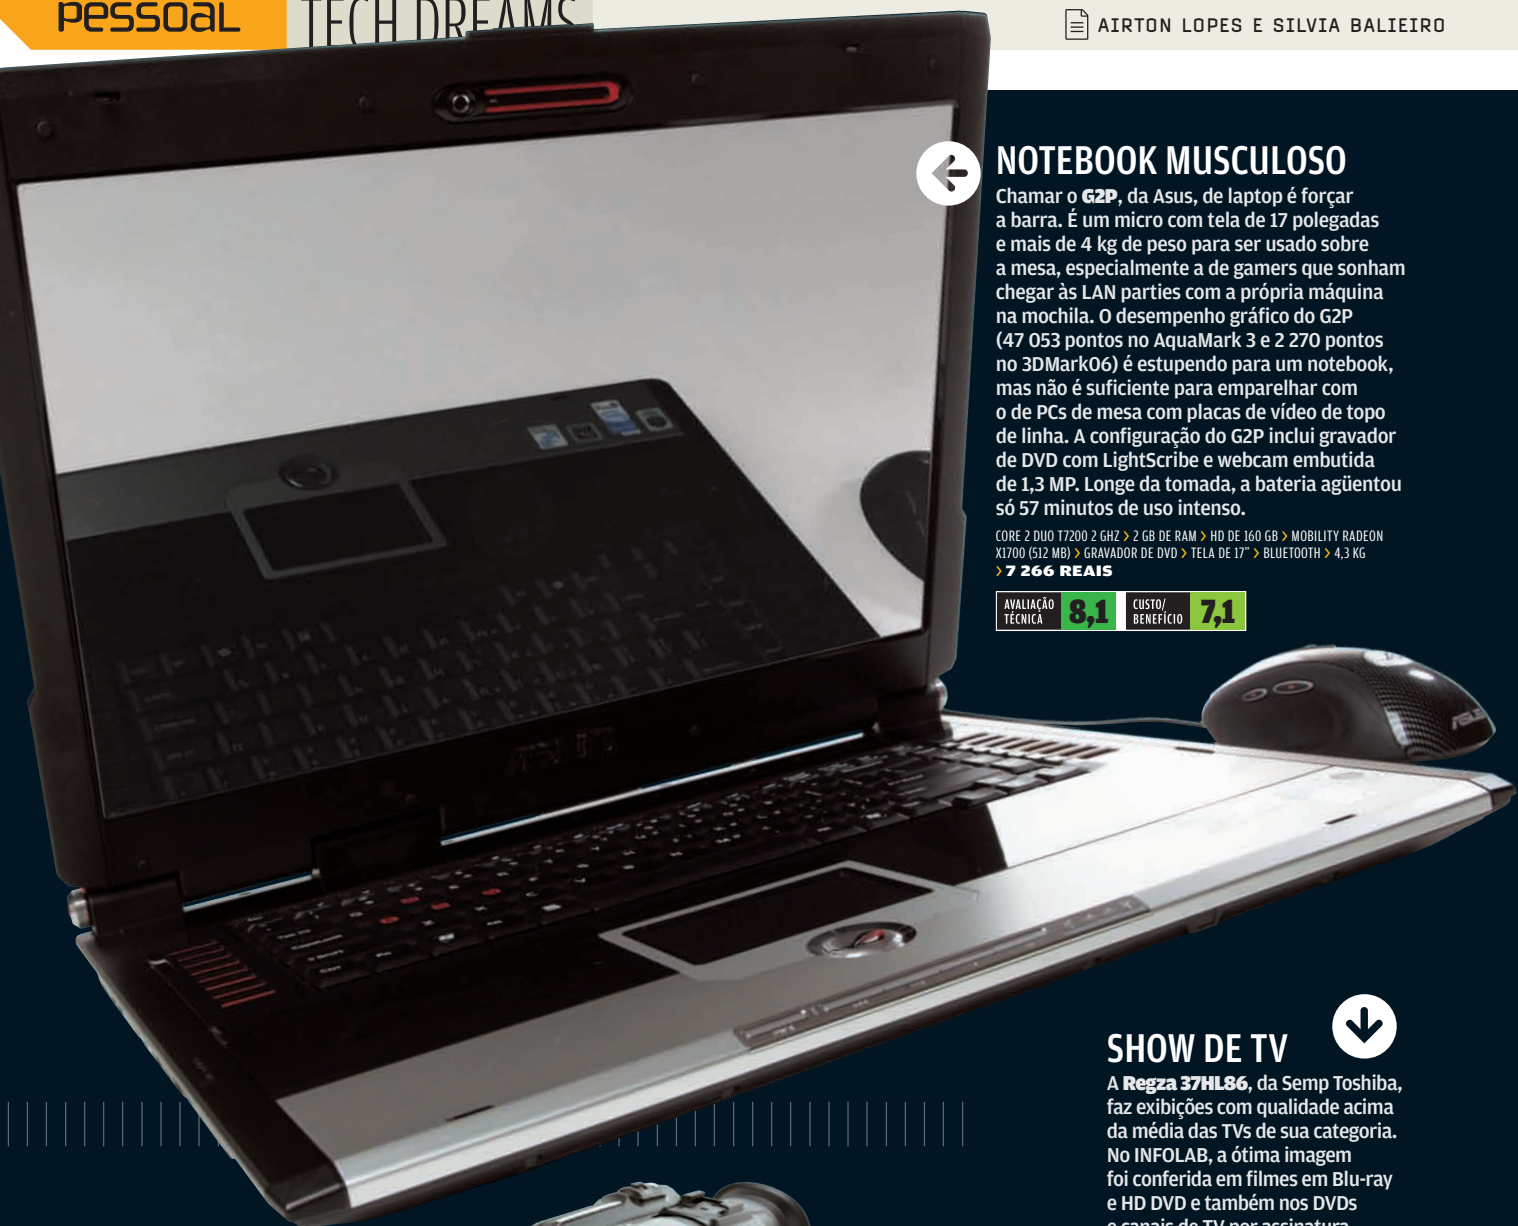 PESSOAL
TECH DREAMS
AIRTON LOPES E SILVIA BALIEIRO
NOTEBOOK MUSCULOSO
Chamar o G2P, da Asus, de laptop é forçar
a barra. É um micro com tela de 17 polegadas
e mais de 4 kg de peso para ser usado sobre
a mesa, especialmente a de gamers que sonham
chegar às LAN parties com a própria máquina
na mochila. O desempenho gráfico do G2P
(47 053 pontos no AquaMark 3 e 2 270 pontos
no 3DMark06) é estupendo para um notebook,
mas não é suficiente para emparelhar com
o de PCs de mesa com placas de vídeo de topo
de linha. A configuração do G2P inclui gravador
de DVD com LightScribe e webcam embutida
de 1,3 MP. Longe da tomada, a bateria agüentou
só 57 minutos de uso intenso.
CORE 2 DUO T7200 2 GHZ > 2 GB DE RAM > HD DE 160 GB > MOBILITY RADEON
X1700 (512 MB) > GRAVADOR DE DVD > TELA DE 17" > BLUETOOTH > 4,3 KG
> 7 266 REAIS
AVALIAÇÃO TÉCNICA 8,1 CUSTO/ BENEFÍCIO 7,1
ASUS
SHOW DE TV
A Regza 37HL86, da Semp Toshiba,
faz exibições com qualidade acima
da média das TVs de sua categoria.
No INFOLAB, a ótima imagem
foi conferida em filmes em Blu-ray
e HD DVD e também nos DVDs
e canais de TV por assinatura